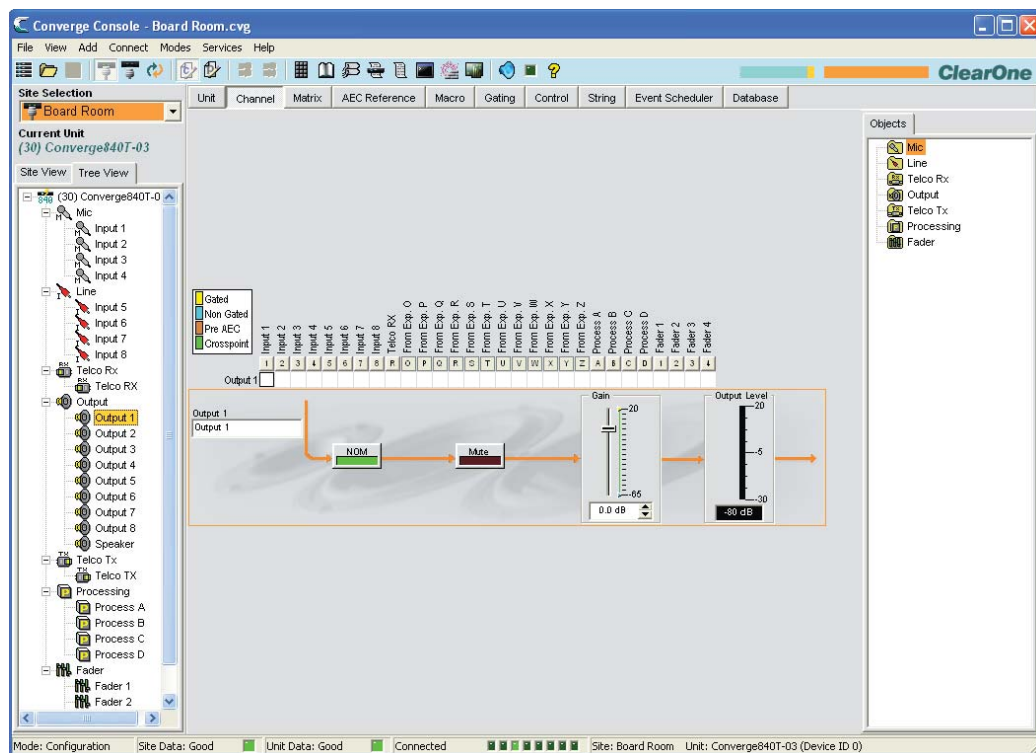 Converge Console - Board Room.cvg
File View Add Connect Modes Services Help
ClearOne
Site Selection
Board Room
Current Unit
(30) Converge840T-03
Site View Tree View
Unit Channel Matrix AEC Reference Macro Gating Control String Event Scheduler Database
(30) Converge840T-0
Mic
Input 1
Input 2
Input 3
Input 4
Line
Input 5
Input 6
Input 7
Input 8
Telco Rx
Telco RX
Output
Output 1
Output 2
Output 3
Output 4
Output 5
Output 6
Output 7
Output 8
Speaker
Telco Tx
Telco TX
Processing
Process A
Process B
Process C
Process D
Fader
Fader 1
Fader 2
Gated
Non Gated
Pre AEC
Crosspoint
Input 1 Input 2 Input 3 Input 4 Input 5 Input 6 Input 7 Input 8 Telco RX From Exp. O From Exp. P From Exp. Q From Exp. R From Exp. S From Exp. T From Exp. U From Exp. V From Exp. W From Exp. X From Exp. Y From Exp. Z Process A Process B Process C Process D Fader 1 Fader 2 Fader 3 Fader 4
1 2 3 4 5 6 7 8 R O P Q R S T U V W X Y Z A B C D 1 2 3 4
Output 1
Output 1
Output 1
NOM
Mute
Gain
20
-65
0.0 dB
Output Level
20
-5
-30
-80 dB
Objects
Mic
Line
Telco Rx
Output
Telco Tx
Processing
Fader
Mode: Configuration Site Data: Good Unit Data: Good Connected Site: Board Room Unit: Converge840T-03 (Device ID 0)